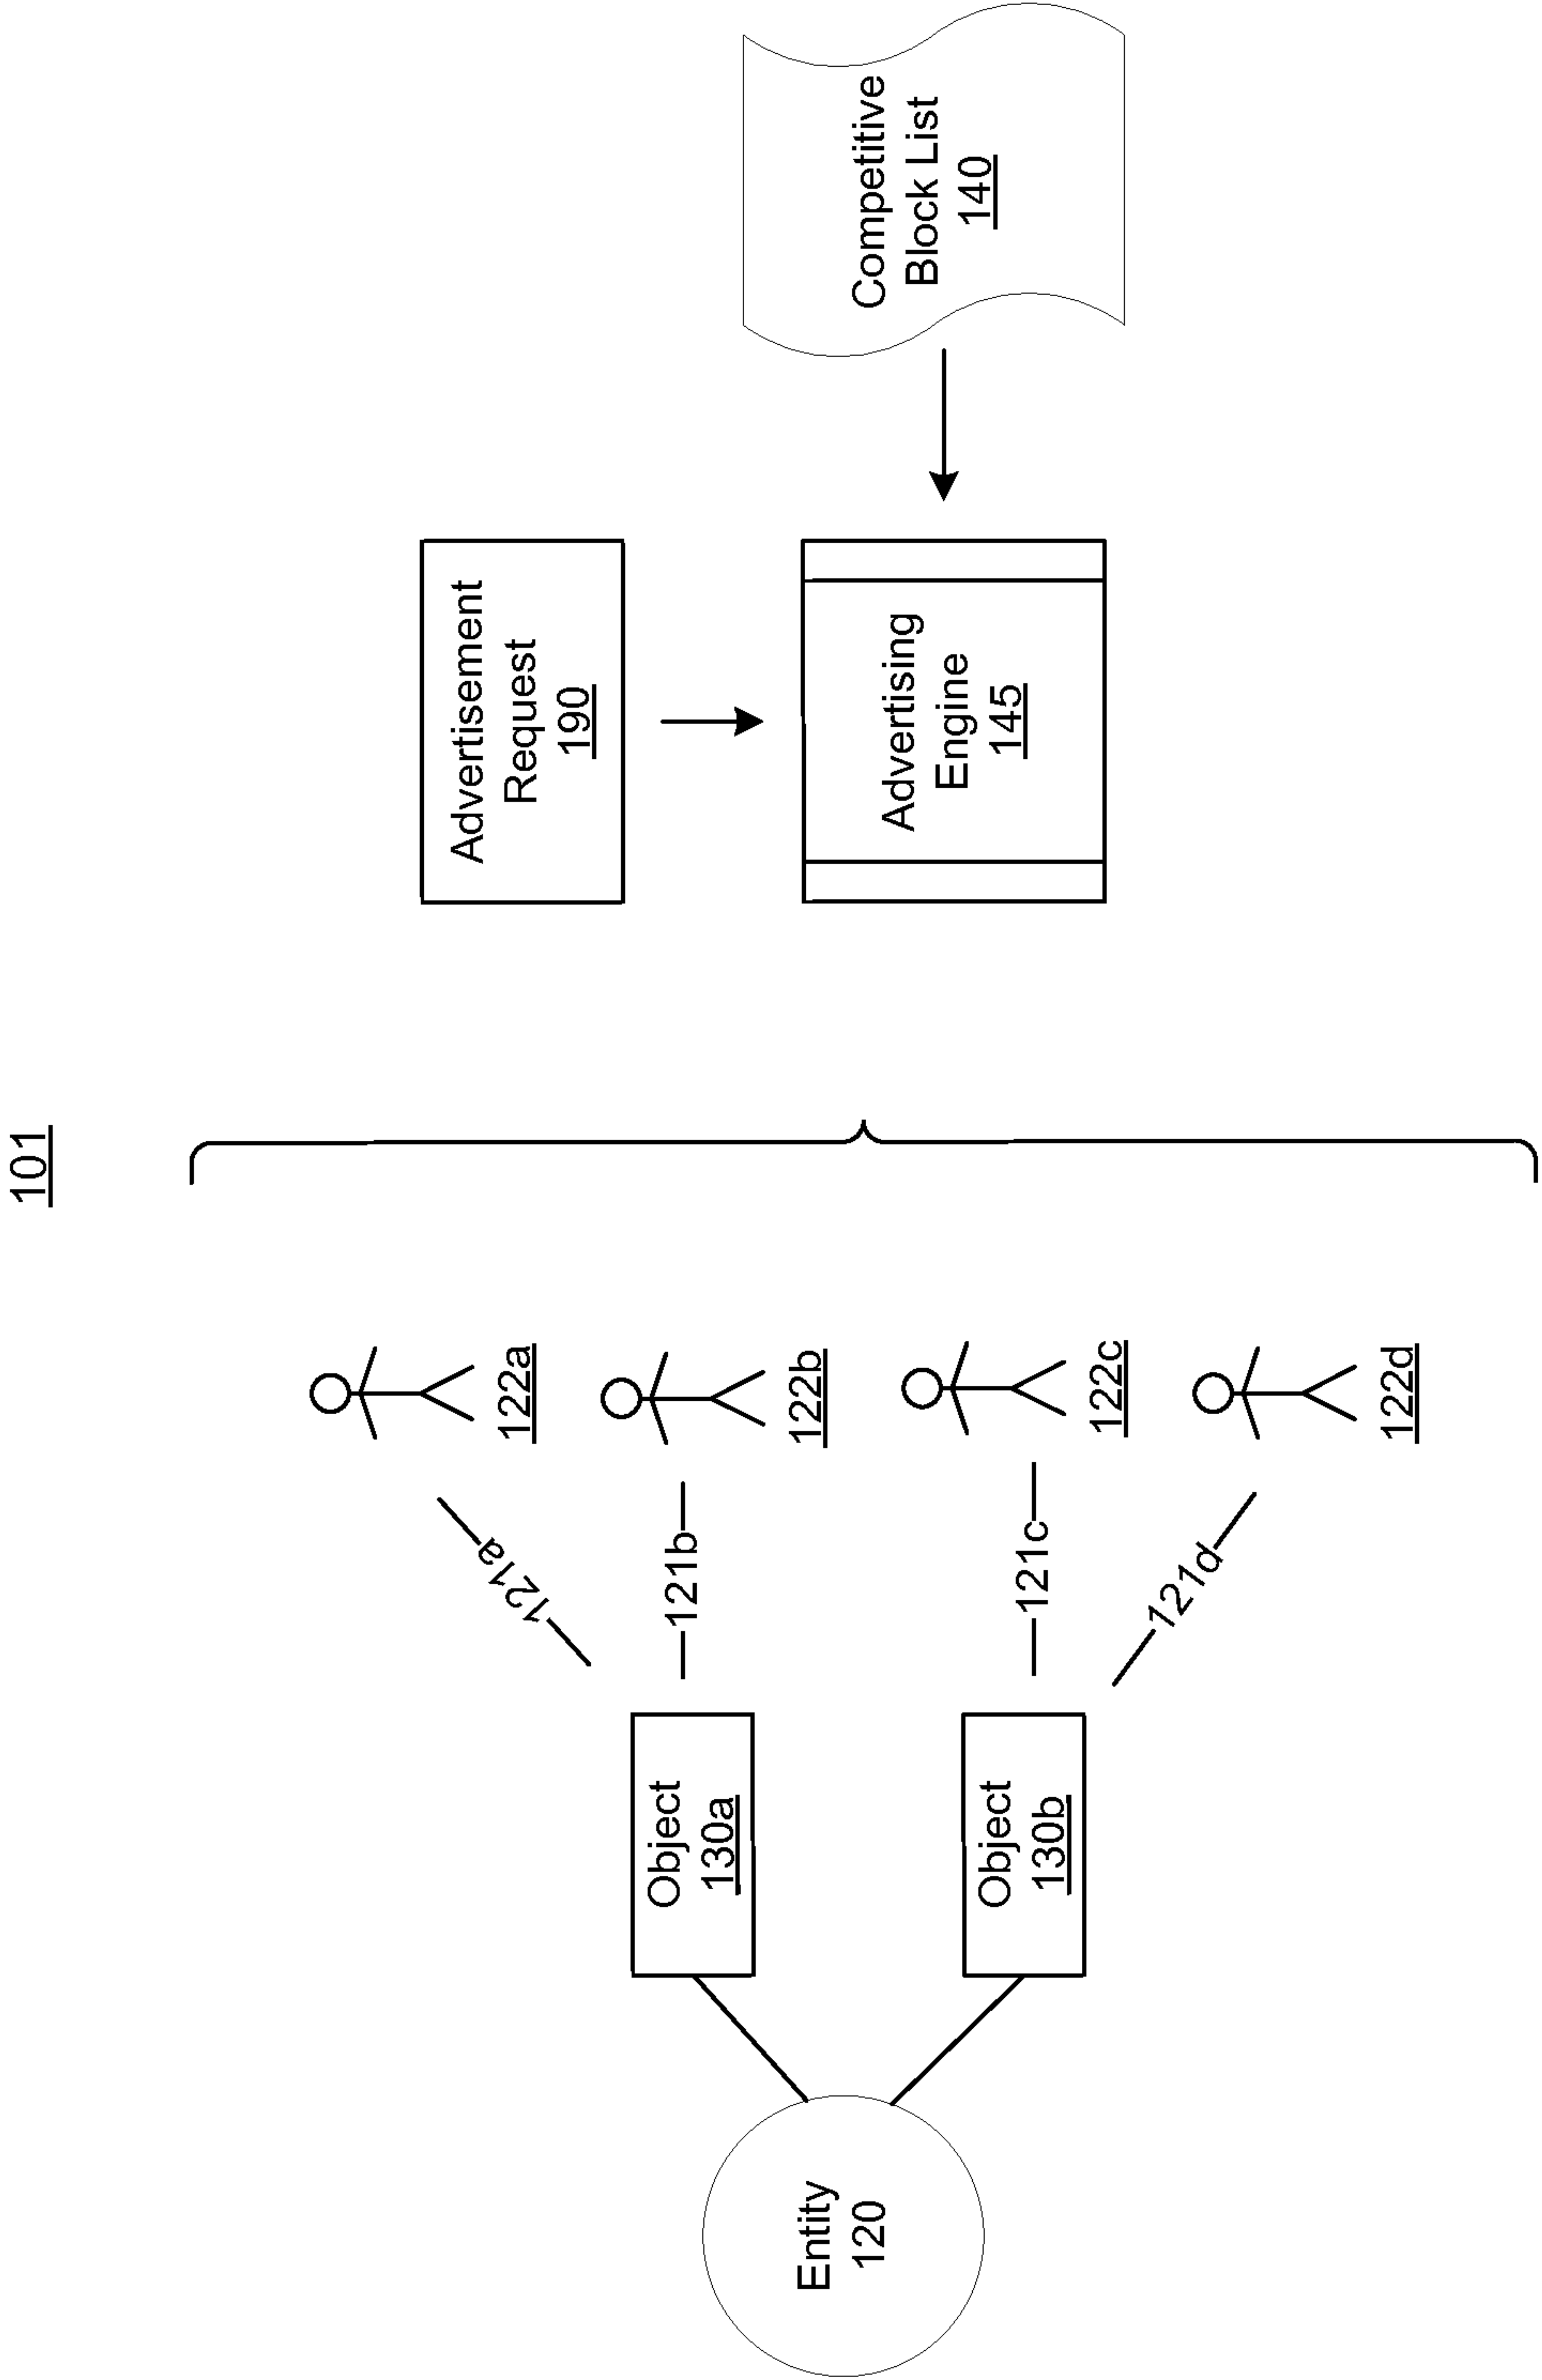 101
Entity
120
Object
130a
Object
130b
121a
121b
121c
121d
122a
122b
122c
122d
Advertisement
Request
190
Advertising
Engine
145
Competitive
Block List
140